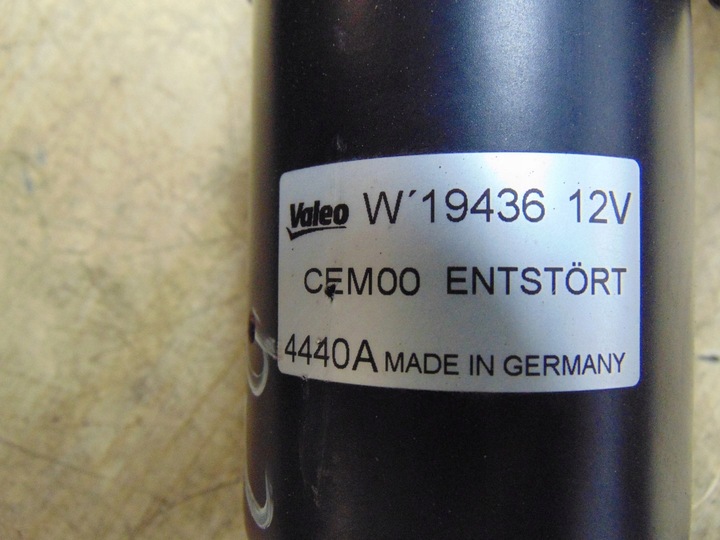 Valeo W´19436 12V
CEM00 ENTSTÖRT
4440A MADE IN GERMANY